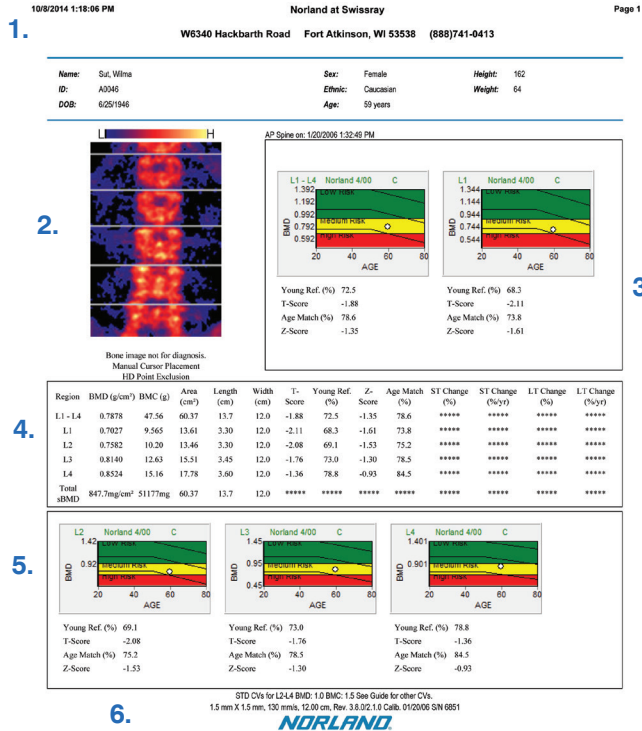 10/8/2014 1:18:06 PM Norland at Swissray Page 1
1.
W6340 Hackbarth Road Fort Atkinson, WI 53538 (888)741-0413
Name: Sut, Wilma Sex: Female Height: 162
ID: A0046 Ethnic: Caucasian Weight: 64
DOB: 6/25/1946 Age: 59 years
L H
AP Spine on: 1/20/2006 1:32:49 PM
2.
L1 - L4 Norland 4/00 C
1.392
1.192
0.992
0.792
0.592
BMD
Low Risk
Medium Risk
High Risk
20 40 60 80
AGE
Young Ref. (%) 72.5
T-Score -1.88
Age Match (%) 78.6
Z-Score -1.35
L1 Norland 4/00 C
1.344
1.144
0.944
0.744
0.544
BMD
Low Risk
Medium Risk
High Risk
20 40 60 80
AGE
Young Ref. (%) 68.3
T-Score -2.11
Age Match (%) 73.8
Z-Score -1.61
3
Bone image not for diagnosis.
Manual Cursor Placement
HD Point Exclusion
4.
Region BMD (g/cm²) BMC (g) Area (cm²) Length (cm) Width (cm) T-Score Young Ref. (%) Z-Score Age Match (%) ST Change (%) ST Change (%/yr) LT Change (%) LT Change (%/yr)
L1 - L4 0.7878 47.56 60.37 13.7 12.0 -1.88 72.5 -1.35 78.6 ***** ***** ***** *****
L1 0.7027 9.565 13.61 3.30 12.0 -2.11 68.3 -1.61 73.8 ***** ***** ***** *****
L2 0.7582 10.20 13.46 3.30 12.0 -2.08 69.1 -1.53 75.2 ***** ***** ***** *****
L3 0.8140 12.63 15.51 3.45 12.0 -1.76 73.0 -1.30 78.5 ***** ***** ***** *****
L4 0.8524 15.16 17.78 3.60 12.0 -1.36 78.8 -0.93 84.5 ***** ***** ***** *****
Total sBMD 847.7mg/cm² 51177mg 60.37 13.7 12.0 ***** ***** ***** ***** ***** ***** ***** *****
5.
L2 Norland 4/00 C
1.42
0.92
BMD
Low Risk
Medium Risk
High Risk
20 40 60 80
AGE
Young Ref. (%) 69.1
T-Score -2.08
Age Match (%) 75.2
Z-Score -1.53
L3 Norland 4/00 C
1.45
0.95
0.45
BMD
Low Risk
Medium Risk
High Risk
20 40 60 80
AGE
Young Ref. (%) 73.0
T-Score -1.76
Age Match (%) 78.5
Z-Score -1.30
L4 Norland 4/00 C
1.401
0.901
BMD
Low Risk
Medium Risk
High Risk
20 40 60 80
AGE
Young Ref. (%) 78.8
T-Score -1.36
Age Match (%) 84.5
Z-Score -0.93
STD CVs for L2-L4 BMD: 1.0 BMC: 1.5 See Guide for other CVs.
1.5 mm X 1.5 mm, 130 mm/s, 12.00 cm, Rev. 3.8.0/2.1.0 Calib. 01/20/06 S/N 6851
6.
NORLAND